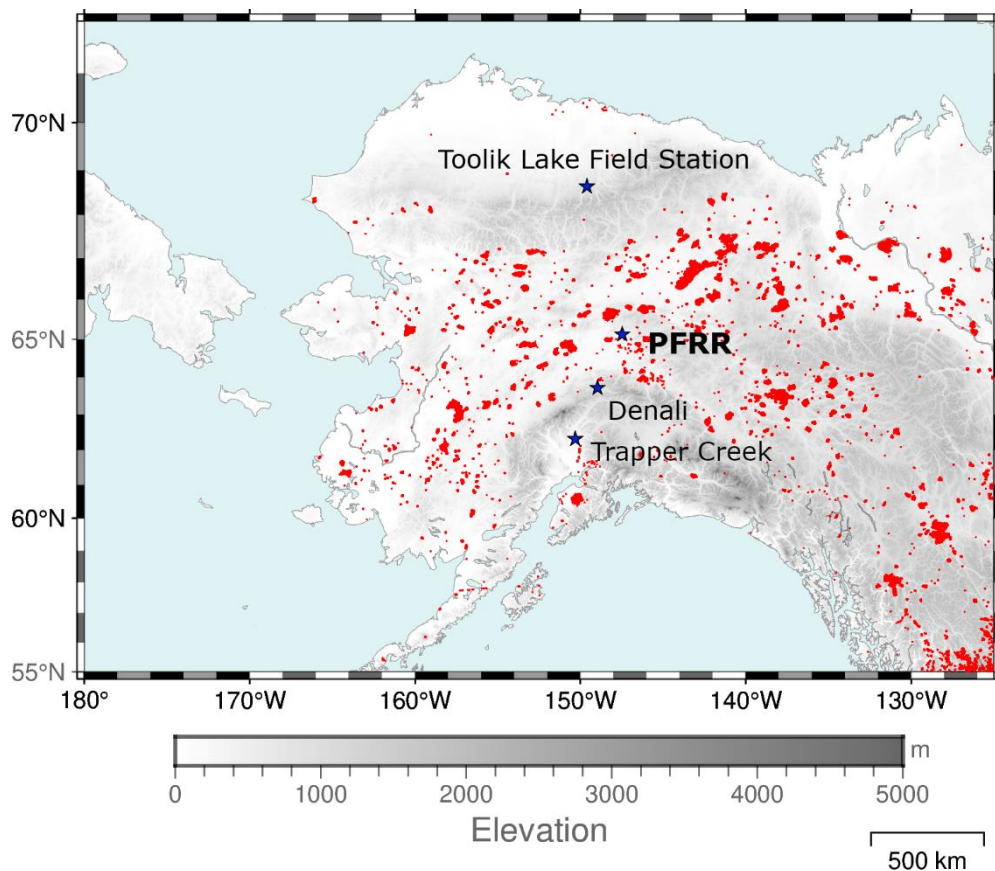 70°N
Toolik Lake Field Station
65°N
PFRR
Denali
Trapper Creek
60°N
55°N
180° 170°W 160°W 150°W 140°W 130°W
m
0 1000 2000 3000 4000 5000
Elevation
500 km